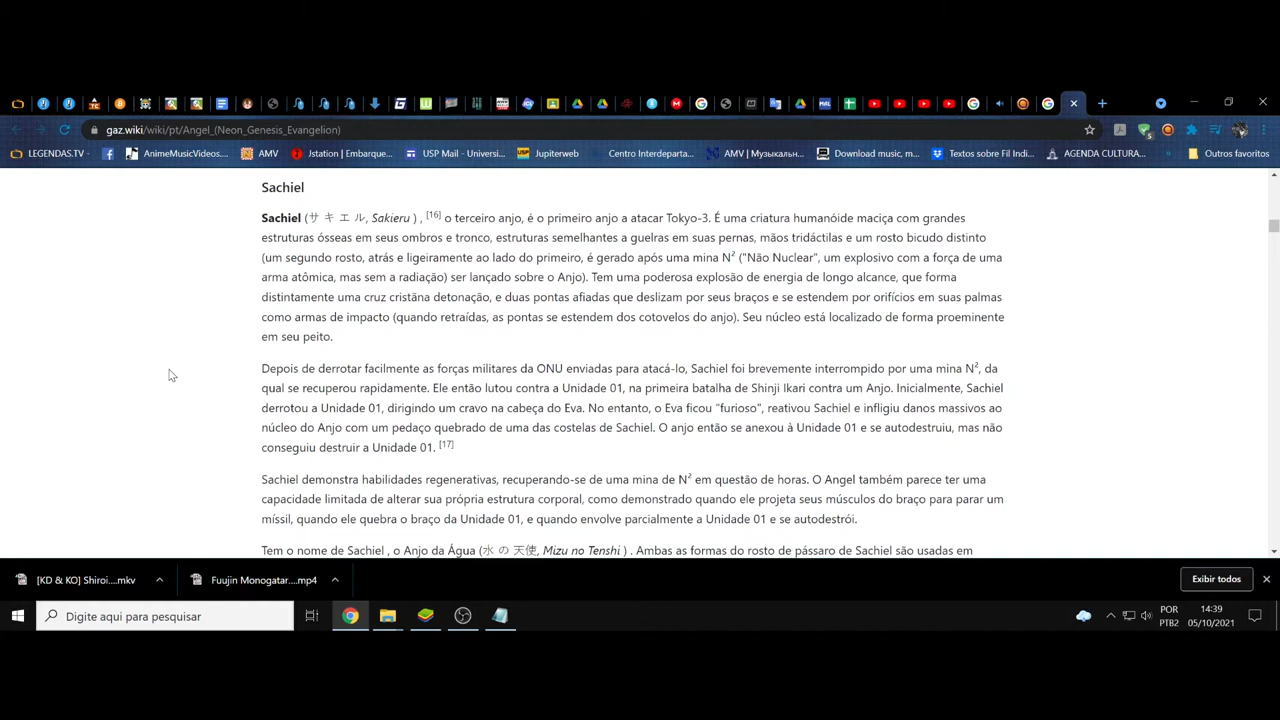 gaz.wiki/wiki/pt/Angel_(Neon_Genesis_Evangelion)
LEGENDAS.TV
AnimeMusicVideos...
AMV
Jstation | Embarque...
USP Mail - Universi...
Jupiterweb
Centro Interdeparta...
AMV | Музыкальн...
Download music, m...
Textos sobre Fil Indi...
AGENDA CULTURA...
Outros favoritos
Sachiel
Sachiel (サ キ エ ル, Sakieru ) , [16] o terceiro anjo, é o primeiro anjo a atacar Tokyo-3. É uma criatura humanóide maciça com grandes
estruturas ósseas em seus ombros e tronco, estruturas semelhantes a guelras em suas pernas, mãos tridáctilas e um rosto bicudo distinto
(um segundo rosto, atrás e ligeiramente ao lado do primeiro, é gerado após uma mina N² ("Não Nuclear", um explosivo com a força de uma
arma atômica, mas sem a radiação) ser lançado sobre o Anjo). Tem uma poderosa explosão de energia de longo alcance, que forma
distintamente uma cruz cristãna detonação, e duas pontas afiadas que deslizam por seus braços e se estendem por orifícios em suas palmas
como armas de impacto (quando retraídas, as pontas se estendem dos cotovelos do anjo). Seu núcleo está localizado de forma proeminente
em seu peito.
Depois de derrotar facilmente as forças militares da ONU enviadas para atacá-lo, Sachiel foi brevemente interrompido por uma mina N², da
qual se recuperou rapidamente. Ele então lutou contra a Unidade 01, na primeira batalha de Shinji Ikari contra um Anjo. Inicialmente, Sachiel
derrotou a Unidade 01, dirigindo um cravo na cabeça do Eva. No entanto, o Eva ficou "furioso", reativou Sachiel e infligiu danos massivos ao
núcleo do Anjo com um pedaço quebrado de uma das costelas de Sachiel. O anjo então se anexou à Unidade 01 e se autodestruiu, mas não
conseguiu destruir a Unidade 01. [17]
Sachiel demonstra habilidades regenerativas, recuperando-se de uma mina de N² em questão de horas. O Angel também parece ter uma
capacidade limitada de alterar sua própria estrutura corporal, como demonstrado quando ele projeta seus músculos do braço para parar um
míssil, quando ele quebra o braço da Unidade 01, e quando envolve parcialmente a Unidade 01 e se autodestrói.
Tem o nome de Sachiel , o Anjo da Água (水 の 天使, Mizu no Tenshi ) . Ambas as formas do rosto de pássaro de Sachiel são usadas em
[KD & KO] Shiroi....mkv
Fuujin Monogatar....mp4
Exibir todos
Digite aqui para pesquisar
POR
PTB2
14:39
05/10/2021